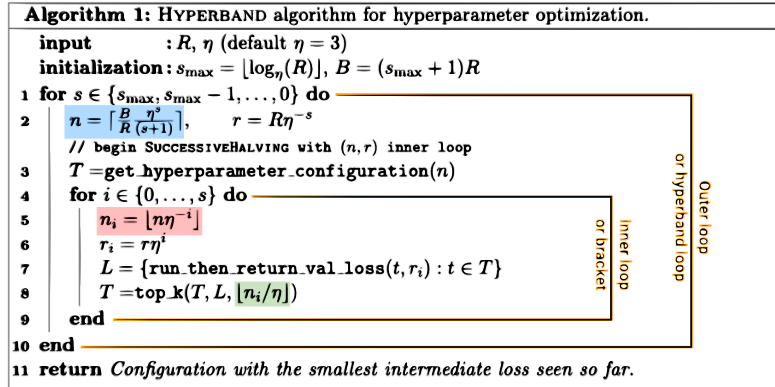 Algorithm 1: HYPERBAND algorithm for hyperparameter optimization.
input : R, η (default η = 3)
initialization : s_max = ⌊log_η(R)⌋, B = (s_max + 1)R
1 for s ∈ {s_max, s_max − 1, . . . , 0} do
2 n = ⌈B/R η^s/(s+1)⌉, r = Rη^−s
// begin SUCCESSIVEHALVING with (n, r) inner loop
3 T =get_hyperparameter_configuration(n)
4 for i ∈ {0, . . . , s} do
5 n_i = ⌊nη^−i⌋
6 r_i = rη^i
7 L = {run_then_return_val_loss(t, r_i) : t ∈ T}
8 T =top_k(T, L, ⌊n_i/η⌋)
9 end
10 end
11 return Configuration with the smallest intermediate loss seen so far.
Inner loop
or bracket
Outer loop
or hyperband loop